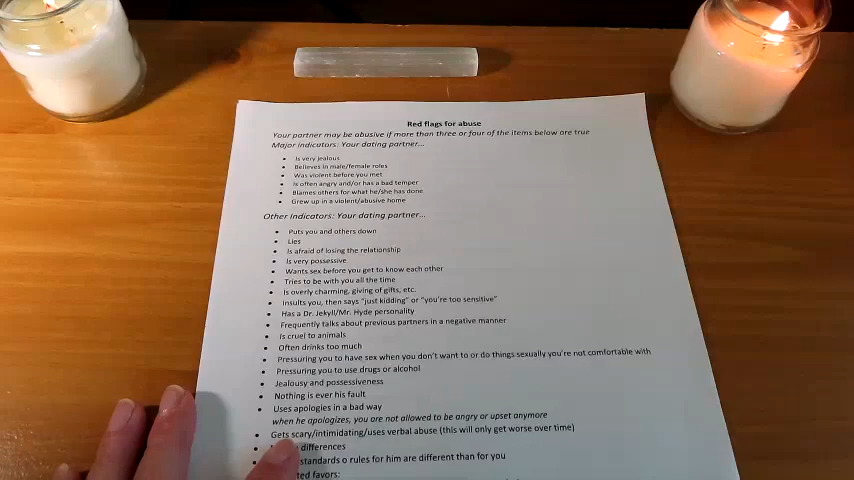 Red flags for abuse
Your partner may be abusive if more than three or four of the items below are true
Major indicators: Your dating partner...
• Is very jealous
• Believes in male/female roles
• Was violent before you met
• Is often angry and/or has a bad temper
• Blames others for what he/she has done
• Grew up in a violent/abusive home
Other indicators: Your dating partner...
• Puts you and others down
• Lies
• Is afraid of losing the relationship
• Is very possessive
• Wants sex before you get to know each other
• Tries to be with you all the time
• Is overly charming, giving of gifts, etc.
• Insults you, then says "just kidding" or "you're too sensitive"
• Has a Dr. Jekyll/Mr. Hyde personality
• Frequently talks about previous partners in a negative manner
• Is cruel to animals
• Often drinks too much
• Pressuring you to have sex when you don't want to or do things sexually you're not comfortable with
• Pressuring you to use drugs or alcohol
• Jealousy and possessiveness
• Nothing is ever his fault
• Uses apologies in a bad way
when he apologizes, you are not allowed to be angry or upset anymore
• Gets scary/intimidating/uses verbal abuse (this will only get worse over time)
• differences
• standards o rules for him are different than for you
favors: